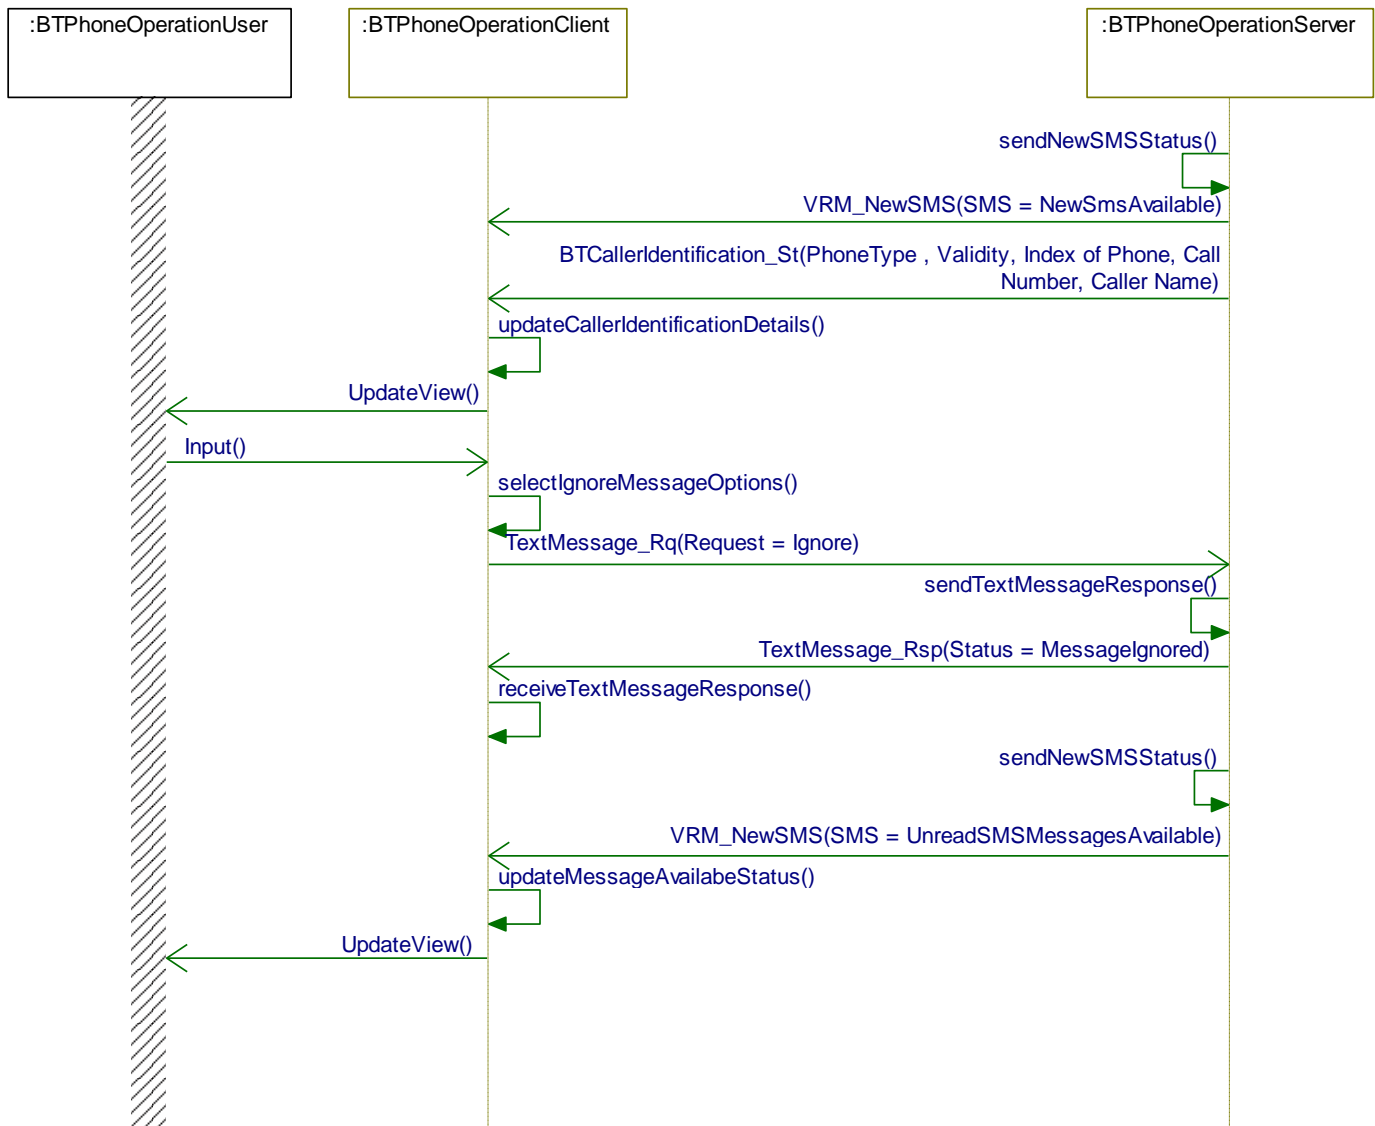 :BTPhoneOperationUser
:BTPhoneOperationClient
:BTPhoneOperationServer
sendNewSMSStatus()
VRM_NewSMS(SMS = NewSmsAvailable)
BTCallerIdentification_St(PhoneType , Validity, Index of Phone, Call
Number, Caller Name)
updateCallerIdentificationDetails()
UpdateView()
Input()
selectIgnoreMessageOptions()
TextMessage_Rq(Request = Ignore)
sendTextMessageResponse()
TextMessage_Rsp(Status = MessageIgnored)
receiveTextMessageResponse()
sendNewSMSStatus()
VRM_NewSMS(SMS = UnreadSMSMessagesAvailable)
updateMessageAvailabeStatus()
UpdateView()